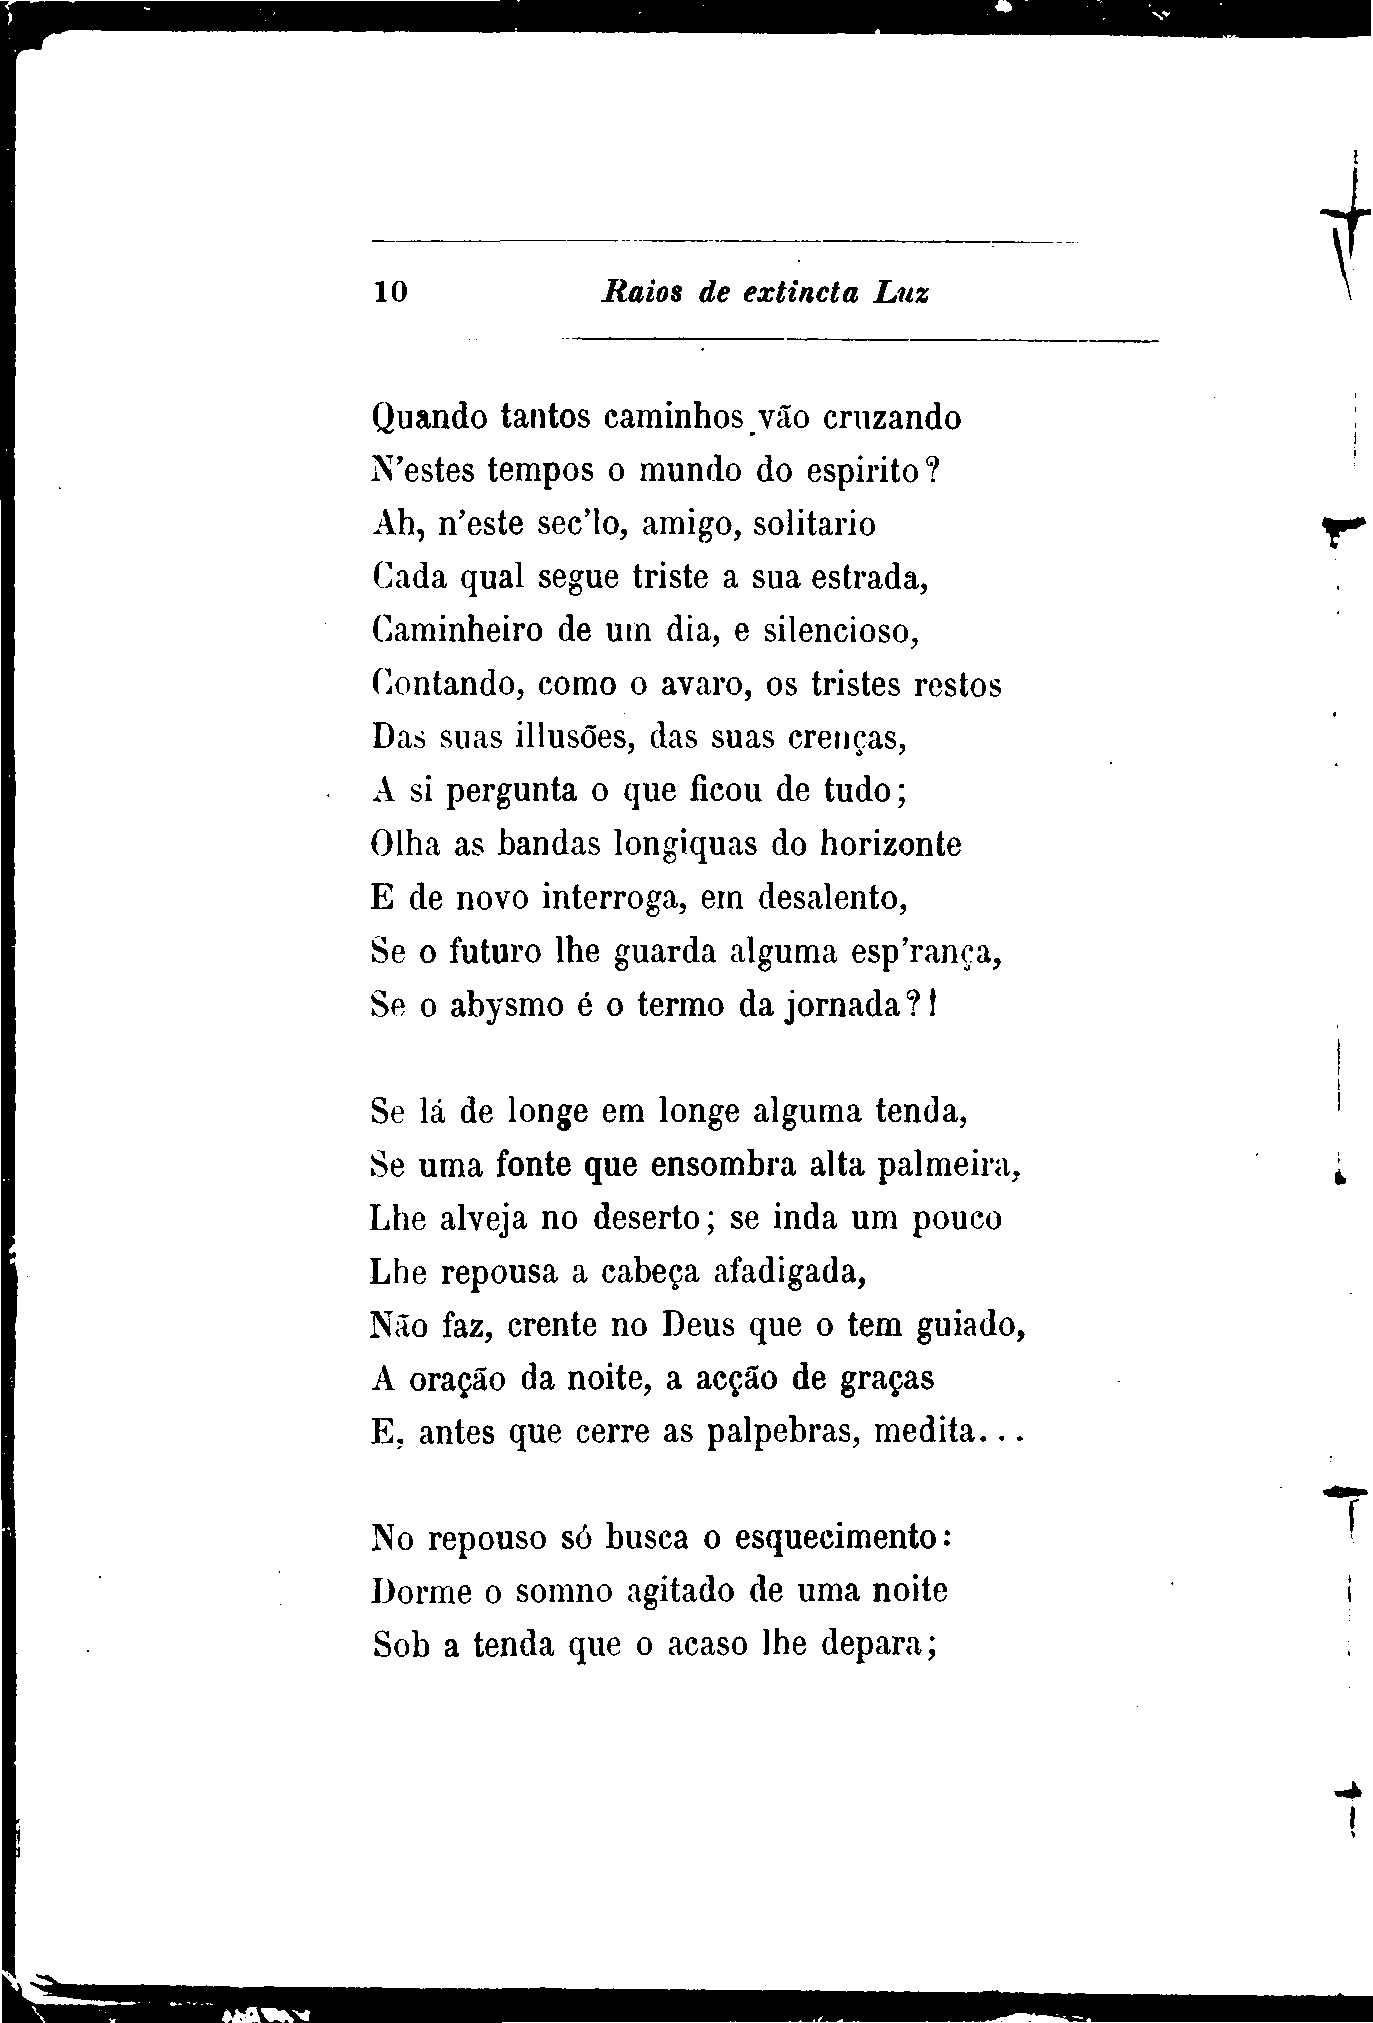 10 Raios de extincta Luz
Quando tantos caminhos vão cruzando
N'estes tempos o mundo do espirito?
Ah, n'este sec'lo, amigo, solitario
Cada qual segue triste a sua estrada,
Caminheiro de um dia, e silencioso,
Contando, como o avaro, os tristes restos
Das suas illusões, das suas crenças,
A si pergunta o que ficou de tudo;
Olha as bandas longiquas do horizonte
E de novo interroga, em desalento,
Se o futuro lhe guarda alguma esp'rança,
Se o abysmo é o termo da jornada?!
Se lá de longe em longe alguma tenda,
Se uma fonte que ensombra alta palmeira,
Lhe alveja no deserto; se inda um pouco
Lhe repousa a cabeça afadigada,
Não faz, crente no Deus que o tem guiado,
A oração da noite, a acção de graças
E, antes que cerre as palpebras, medita...
No repouso só busca o esquecimento:
Dorme o somno agitado de uma noite
Sob a tenda que o acaso lhe depara;